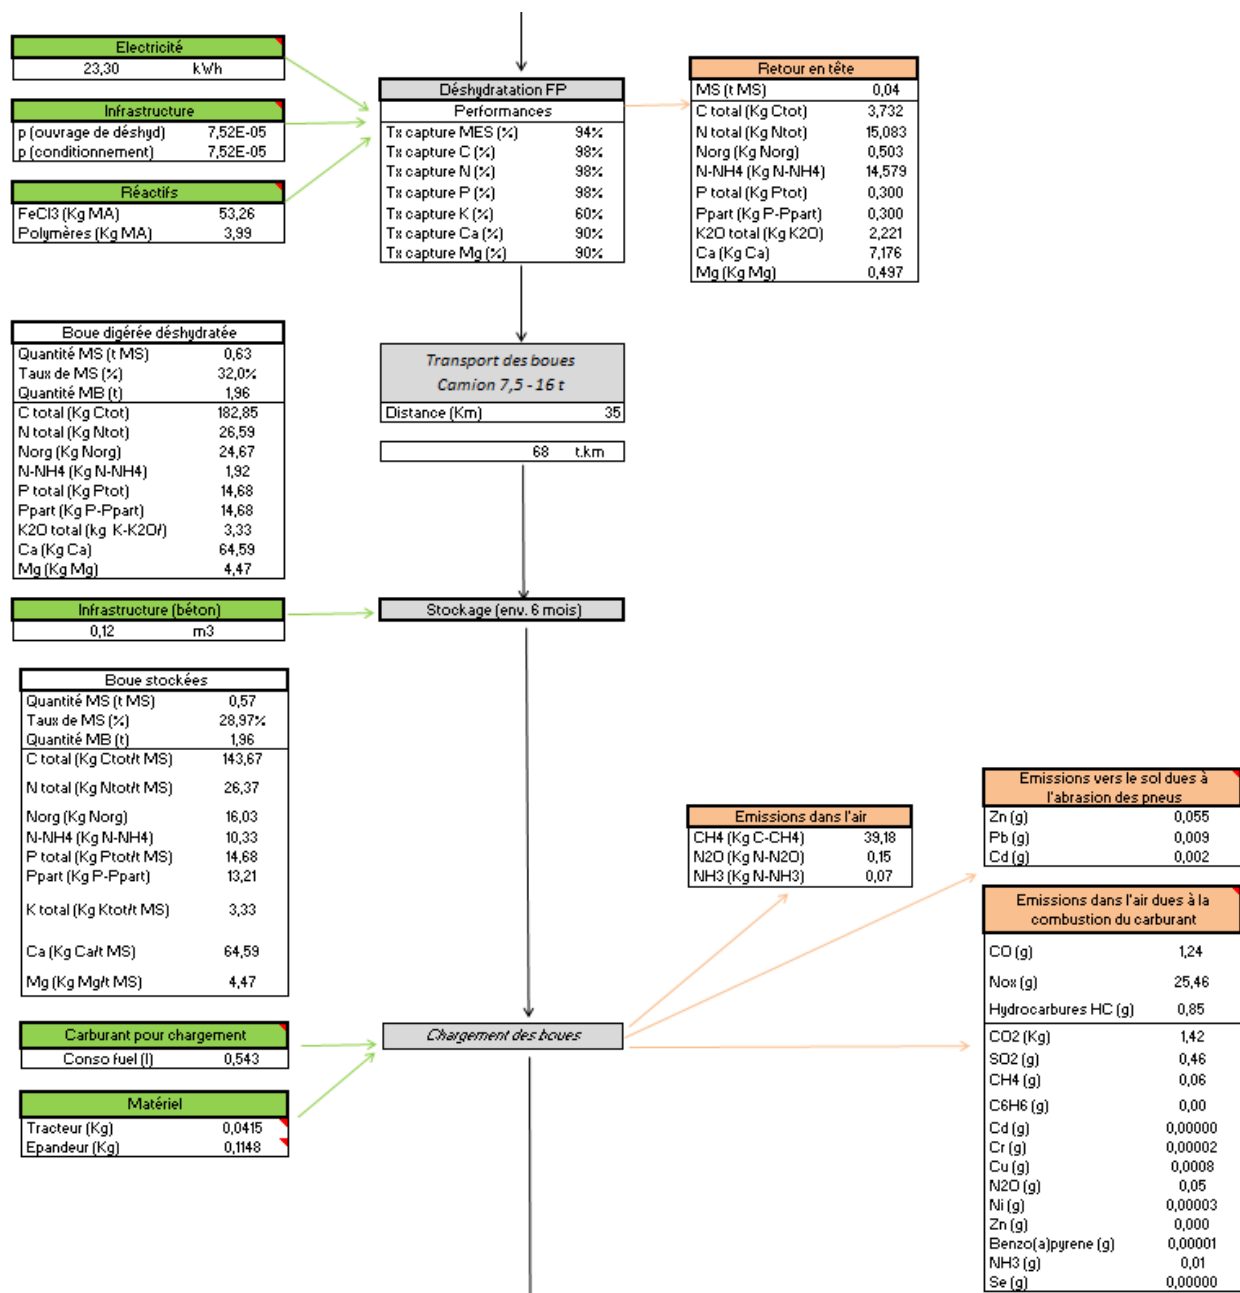 Electricité
23,30 kWh
Infrastructure
p (ouvrage de déshyd) 7,52E-05
p (conditionnement) 7,52E-05
Réactifs
FeCl3 (Kg MA) 53,26
Polymères (Kg MA) 3,99
Déshydratation FP
Performances
Tx capture MES (%) 94%
Tx capture C (%) 98%
Tx capture N (%) 98%
Tx capture P (%) 98%
Tx capture K (%) 60%
Tx capture Ca (%) 90%
Tx capture Mg (%) 90%
Retour en tête
MS (t MS) 0,04
C total (Kg Ctot) 3,732
N total (Kg Ntot) 15,083
Norg (Kg Norg) 0,503
N-NH4 (Kg N-NH4) 14,579
P total (Kg Ptot) 0,300
Ppart (Kg P-Ppart) 0,300
K2O total (Kg K2O) 2,221
Ca (Kg Ca) 7,176
Mg (Kg Mg) 0,497
Boue digérée déshydratée
Quantité MS (t MS) 0,63
Taux de MS (%) 32,0%
Quantité MB (t) 1,96
C total (Kg Ctot) 182,85
N total (Kg Ntot) 26,59
Norg (Kg Norg) 24,67
N-NH4 (Kg N-NH4) 1,92
P total (Kg Ptot) 14,68
Ppart (Kg P-Ppart) 14,68
K2O total (kg K-K2O/) 3,33
Ca (Kg Ca) 64,59
Mg (Kg Mg) 4,47
Transport des boues
Camion 7,5 - 16 t
Distance (Km) 35
68 t.km
Infrastructure (béton)
0,12 m3
Stockage (env. 6 mois)
Boue stockées
Quantité MS (t MS) 0,57
Taux de MS (%) 28,97%
Quantité MB (t) 1,96
C total (Kg Ctot/t MS) 143,67
N total (Kg Ntot/t MS) 26,37
Norg (Kg Norg) 16,03
N-NH4 (Kg N-NH4) 10,33
P total (Kg Ptot/t MS) 14,68
Ppart (Kg P-Ppart) 13,21
K total (Kg Ktot/t MS) 3,33
Ca (Kg Ca/t MS) 64,59
Mg (Kg Mg/t MS) 4,47
Emissions dans l'air
CH4 (Kg C-CH4) 39,18
N2O (Kg N-N2O) 0,15
NH3 (Kg N-NH3) 0,07
Emissions vers le sol dues à
l'abrasion des pneus
Zn (g) 0,055
Pb (g) 0,009
Cd (g) 0,002
Emissions dans l'air dues à la
combustion du carburant
CO (g) 1,24
Nox (g) 25,46
Hydrocarbures HC (g) 0,85
CO2 (Kg) 1,42
SO2 (g) 0,46
CH4 (g) 0,06
C6H6 (g) 0,00
Cd (g) 0,00000
Cr (g) 0,00002
Cu (g) 0,0008
N2O (g) 0,05
Ni (g) 0,00003
Zn (g) 0,000
Benzo(a)pyrene (g) 0,00001
NH3 (g) 0,01
Se (g) 0,00000
Carburant pour chargement
Conso fuel (l) 0,543
Chargement des boues
Matériel
Tracteur (Kg) 0,0415
Epandeur (Kg) 0,1148